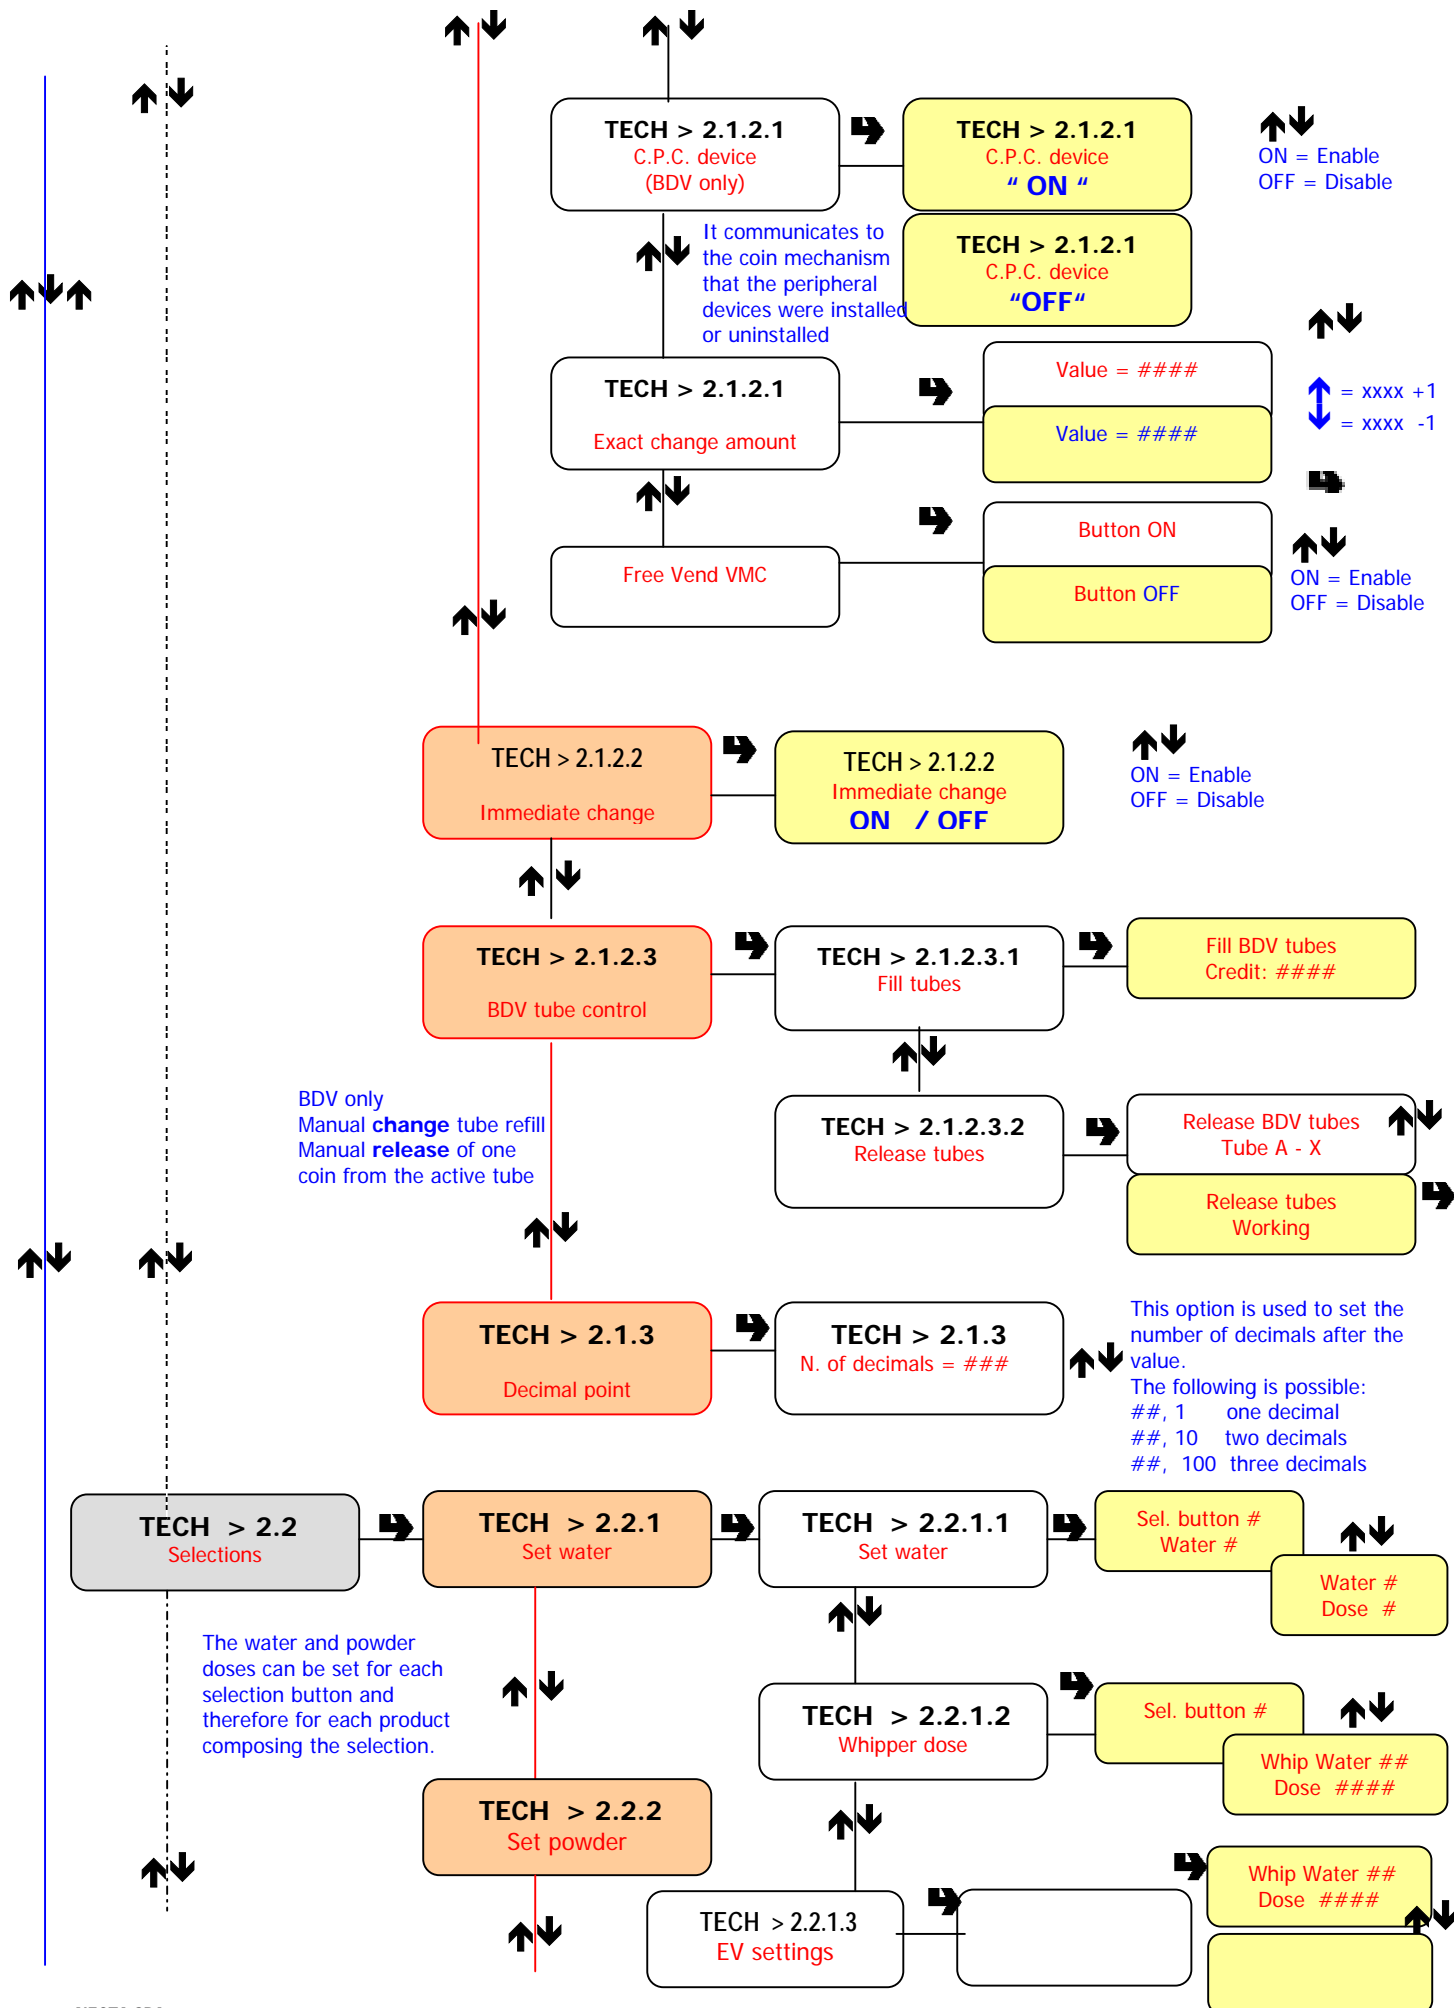 TECH > 2.1.2.1
C.P.C. device
(BDV only)
TECH > 2.1.2.1
C.P.C. device
“ ON “
ON = Enable
OFF = Disable
It communicates to
the coin mechanism
that the peripheral
devices were installed
or uninstalled
TECH > 2.1.2.1
C.P.C. device
“OFF“
TECH > 2.1.2.1
Exact change amount
Value = ####
Value = ####
= xxxx +1
= xxxx -1
Free Vend VMC
Button ON
Button OFF
ON = Enable
OFF = Disable
TECH > 2.1.2.2
Immediate change
TECH > 2.1.2.2
Immediate change
ON / OFF
ON = Enable
OFF = Disable
TECH > 2.1.2.3
BDV tube control
TECH > 2.1.2.3.1
Fill tubes
Fill BDV tubes
Credit: ####
BDV only
Manual change tube refill
Manual release of one
coin from the active tube
TECH > 2.1.2.3.2
Release tubes
Release BDV tubes
Tube A - X
Release tubes
Working
TECH > 2.1.3
Decimal point
TECH > 2.1.3
N. of decimals = ###
This option is used to set the
number of decimals after the
value.
The following is possible:
##, 1 one decimal
##, 10 two decimals
##, 100 three decimals
TECH > 2.2
Selections
TECH > 2.2.1
Set water
TECH > 2.2.1.1
Set water
Sel. button #
Water #
Water #
Dose #
The water and powder
doses can be set for each
selection button and
therefore for each product
composing the selection.
TECH > 2.2.1.2
Whipper dose
Sel. button #
Whip Water ##
Dose ####
TECH > 2.2.2
Set powder
TECH > 2.2.1.3
EV settings
Whip Water ##
Dose ####